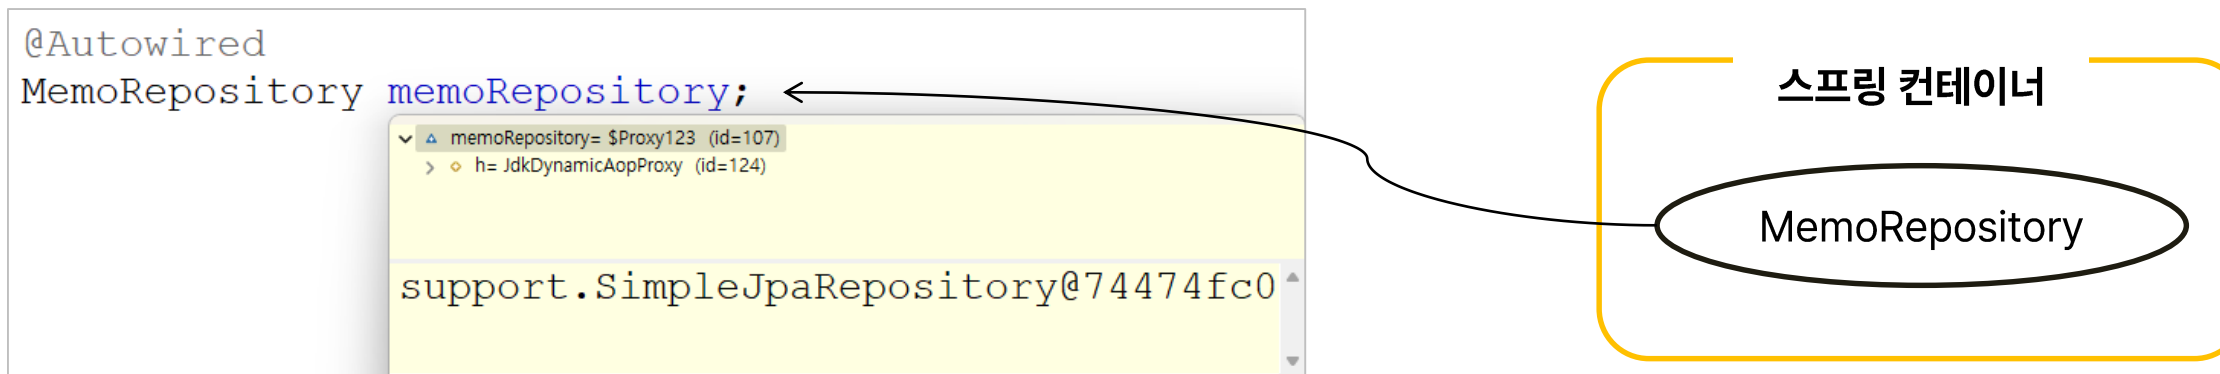 @Autowired
MemoRepository memoRepository;
memoRepository= $Proxy123 (id=107)
h= JdkDynamicAopProxy (id=124)
support.SimpleJpaRepository@74474fc0
스프링 컨테이너
MemoRepository